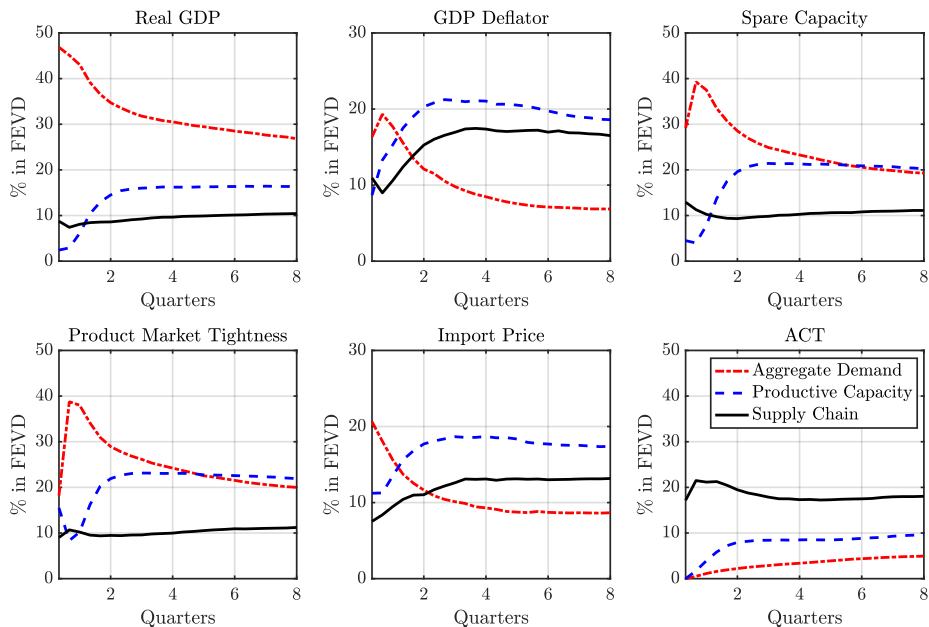 Real GDP
50
40
30
20
10
0
% in FEVD
2 4 6 8
Quarters
GDP Deflator
30
20
10
0
% in FEVD
2 4 6 8
Quarters
Spare Capacity
50
40
30
20
10
0
% in FEVD
2 4 6 8
Quarters
Product Market Tightness
50
40
30
20
10
0
% in FEVD
2 4 6 8
Quarters
Import Price
30
20
10
0
% in FEVD
2 4 6 8
Quarters
ACT
50
40
30
20
10
0
% in FEVD
Aggregate Demand
Productive Capacity
Supply Chain
2 4 6 8
Quarters